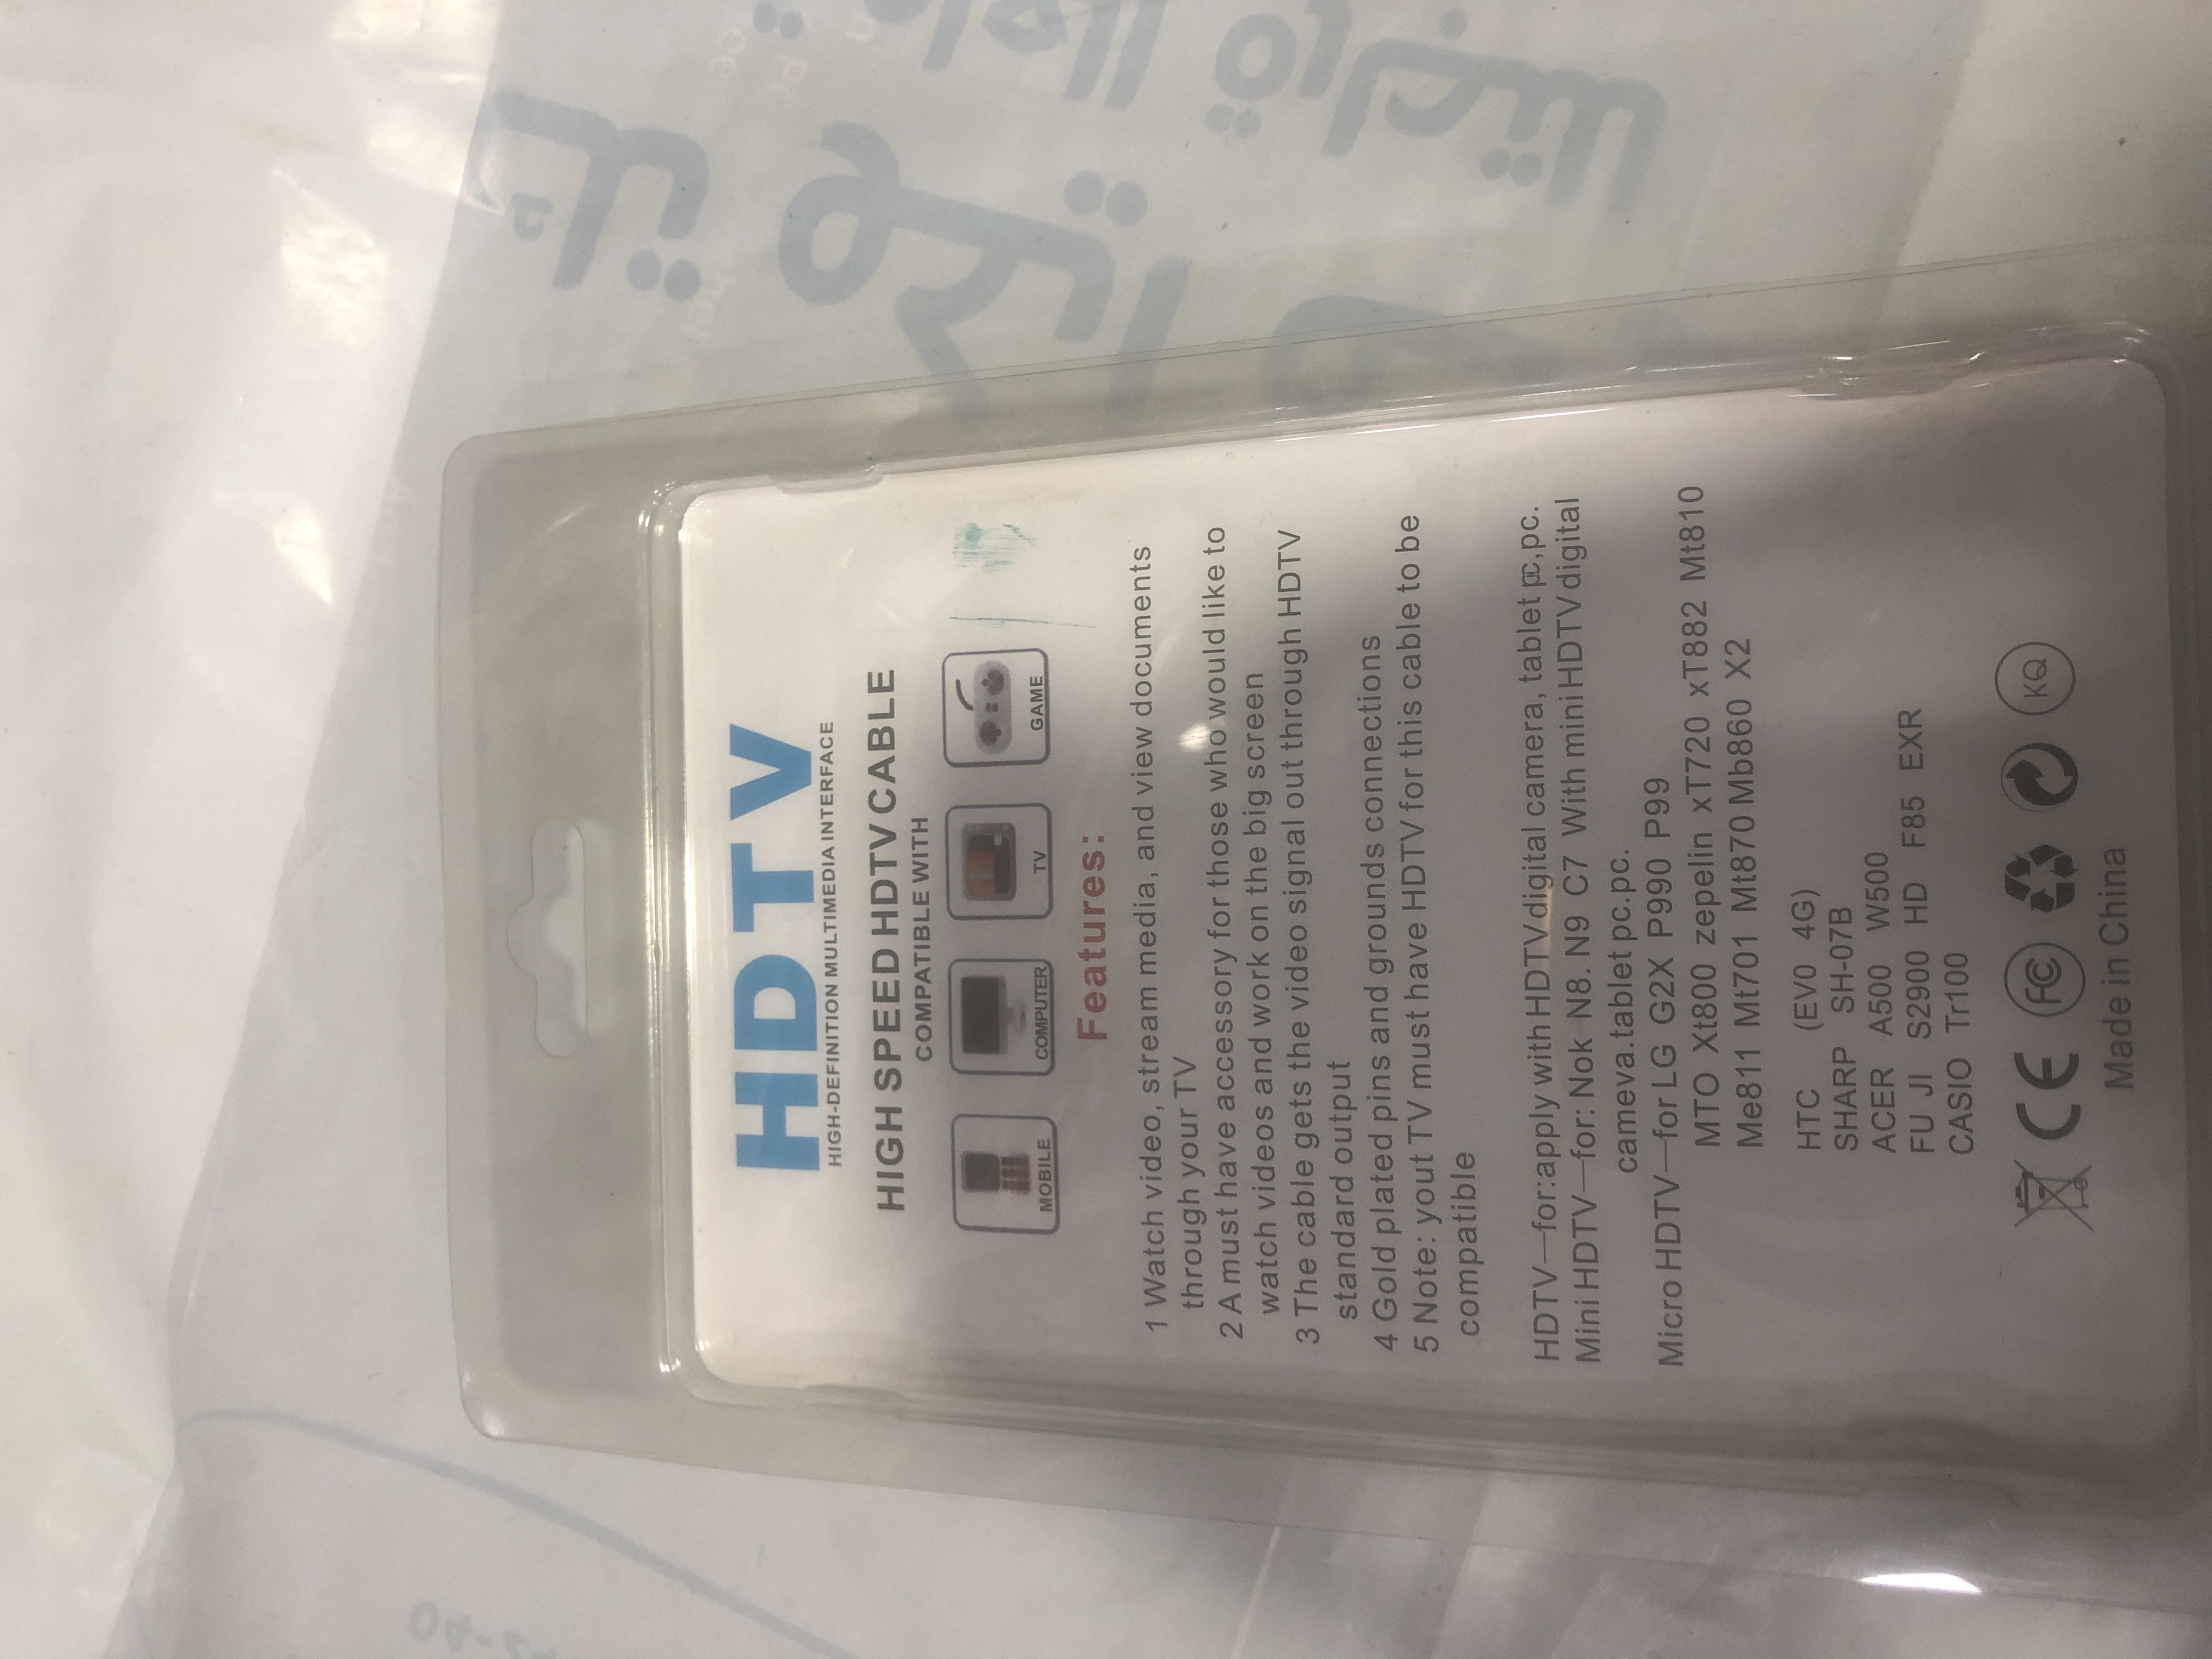 HDTV
HIGH-DEFINITION MULTIMEDIA INTERFACE
HIGH SPEED HDTV CABLE
COMPATIBLE WITH
MOBILE COMPUTER TV GAME
Features:
1 Watch video, stream media, and view documents
through your TV
2 A must have accessory for those who would like to
watch videos and work on the big screen
3 The cable gets the video signal out through HDTV
standard output
4 Gold plated pins and grounds connections
5 Note: yout TV must have HDTV for this cable to be
compatible
HDTV—for:apply with HDTV digital camera, tablet pc,pc.
Mini HDTV—for: Nok N8. N9 C7 With mini HDTV digital
cameva.tablet pc.pc.
Micro HDTV—for LG G2X P990 P99
MTO Xt800 zepelin xT720 xT882 Mt810
Me811 Mt701 Mt870 Mb860 X2
HTC (EV0 4G)
SHARP SH-07B
ACER A500 W500
FU JI S2900 HD F85 EXR
CASIO Tr100
CE FC KQ
Made in China